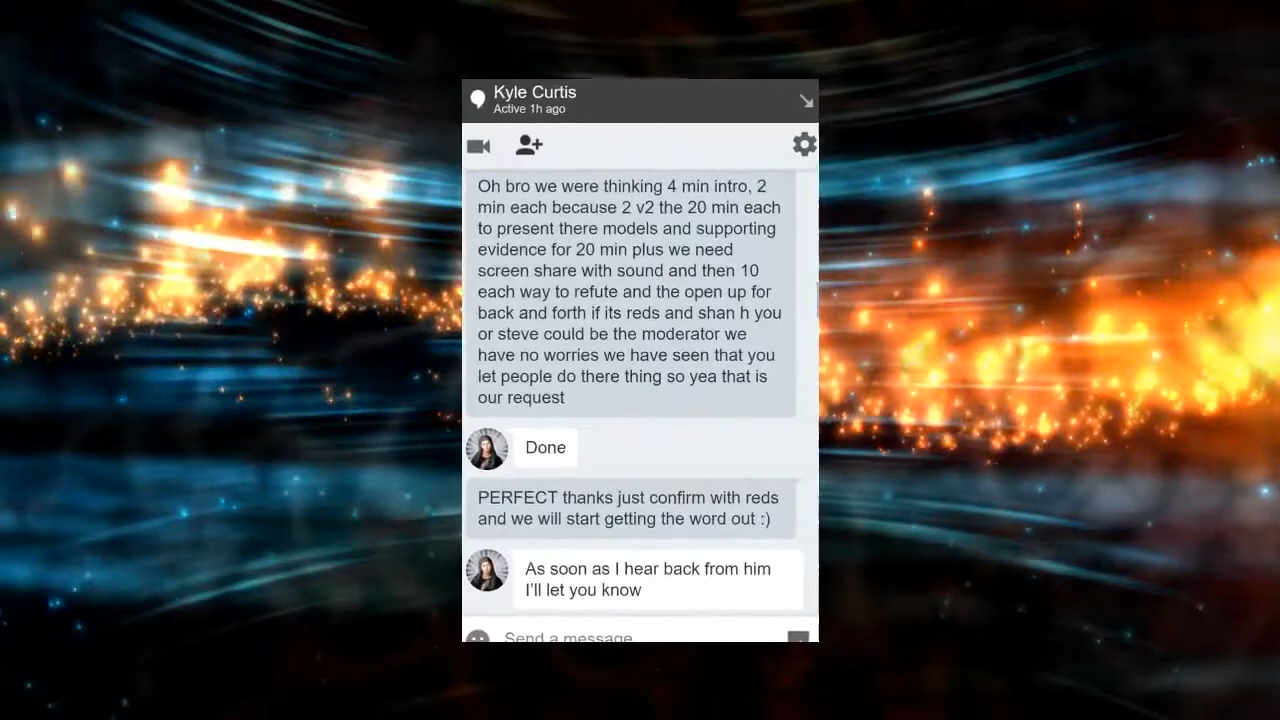 Kyle Curtis
Active 1h ago
Oh bro we were thinking 4 min intro, 2
min each because 2 v2 the 20 min each
to present there models and supporting
evidence for 20 min plus we need
screen share with sound and then 10
each way to refute and the open up for
back and forth if its reds and shan h you
or steve could be the moderator we
have no worries we have seen that you
let people do there thing so yea that is
our request
Done
PERFECT thanks just confirm with reds
and we will start getting the word out :)
As soon as I hear back from him
I'll let you know
Send a message